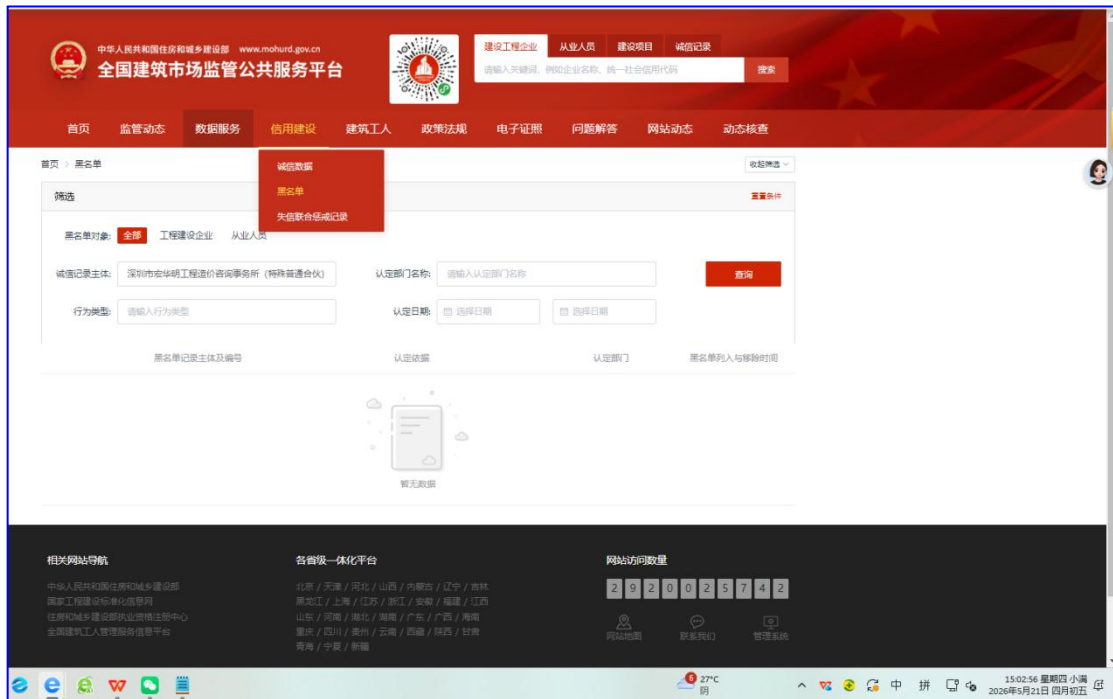 中华人民共和国住房和城乡建设部 www.mohurd.gov.cn
全国建筑市场监管公共服务平台
建设工程企业 从业人员 建设项目 诚信记录
请输入关键词、例如企业名称、统一社会信用代码 搜索
首页 监管动态 数据服务 信用建设 建筑工人 政策法规 电子证照 问题解答 网站动态 动态核查
首页 > 黑名单
诚信数据
黑名单
失信联合惩戒记录
收起筛选
筛选 重置条件
黑名单对象: 全部 工程建设企业 从业人员
诚信记录主体: 深圳市宏华明工程造价咨询事务所(特殊普通合伙) 认定部门名称: 请输入认定部门名称 查询
行为类型: 请输入行为类型 认定日期: 选择日期 选择日期
黑名单记录主体及编号 认定依据 认定部门 黑名单列入与移除时间
暂无数据
相关网站导航 各省级一体化平台 网站访问数量
中华人民共和国住房和城乡建设部
国家工程建设标准化信息网
住房和城乡建设部执业资格注册中心
全国建筑工人管理服务信息平台
北京 / 天津 / 河北 / 山西 / 内蒙古 / 辽宁 / 吉林
黑龙江 / 上海 / 江苏 / 浙江 / 安徽 / 福建 / 江西
山东 / 河南 / 湖北 / 湖南 / 广东 / 广西 / 海南
重庆 / 四川 / 贵州 / 云南 / 西藏 / 陕西 / 甘肃
青海 / 宁夏 / 新疆
2 9 2 0 0 2 5 7 4 2
网站地图 联系我们 管理系统
6 27°C
阴
中 拼
15:02:56 星期四 小满
2026年5月21日 四月初五